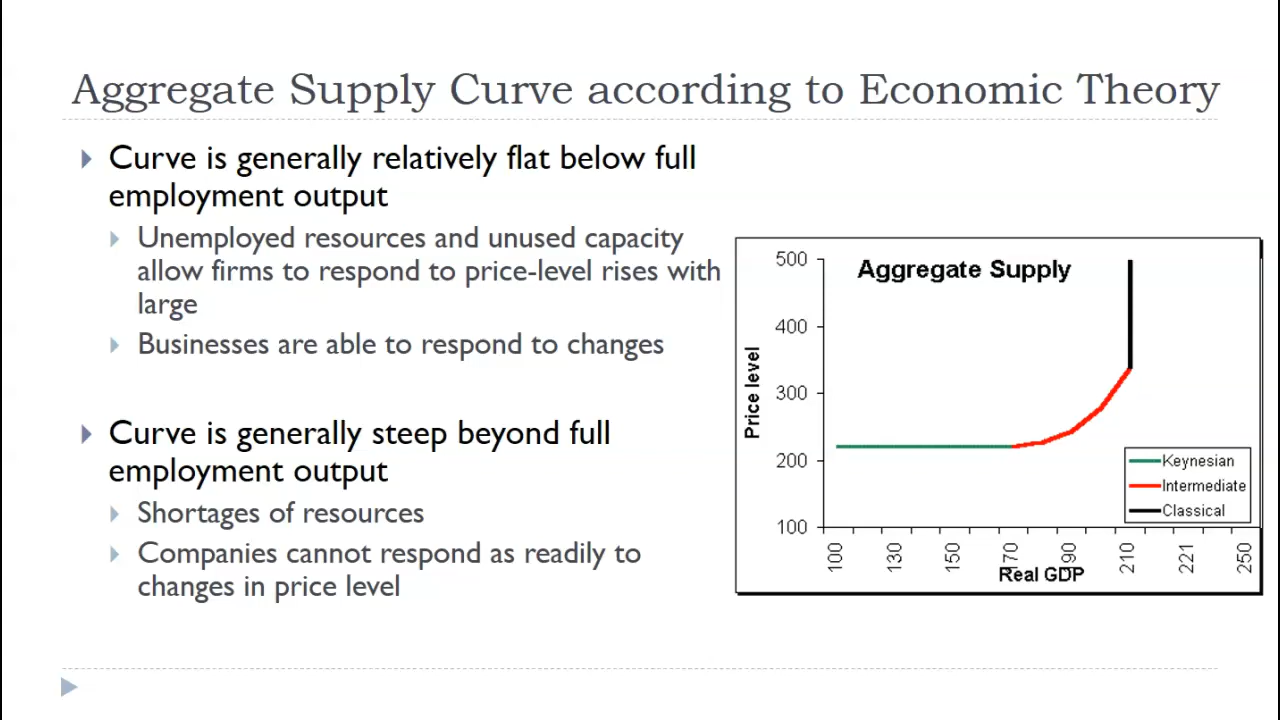 Aggregate Supply Curve according to Economic Theory
Curve is generally relatively flat below full
employment output
Unemployed resources and unused capacity
allow firms to respond to price-level rises with
large
Businesses are able to respond to changes
Curve is generally steep beyond full
employment output
Shortages of resources
Companies cannot respond as readily to
changes in price level
Aggregate Supply
Price level
500
400
300
200
100
100
130
150
170
190
210
221
250
Real GDP
Keynesian
Intermediate
Classical